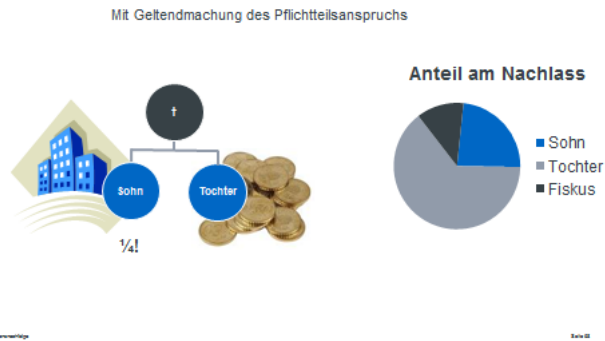 Mit Geltendmachung des Pflichtteilsanspruchs
†
Sohn
Tochter
¼!
Anteil am Nachlass
Sohn
Tochter
Fiskus